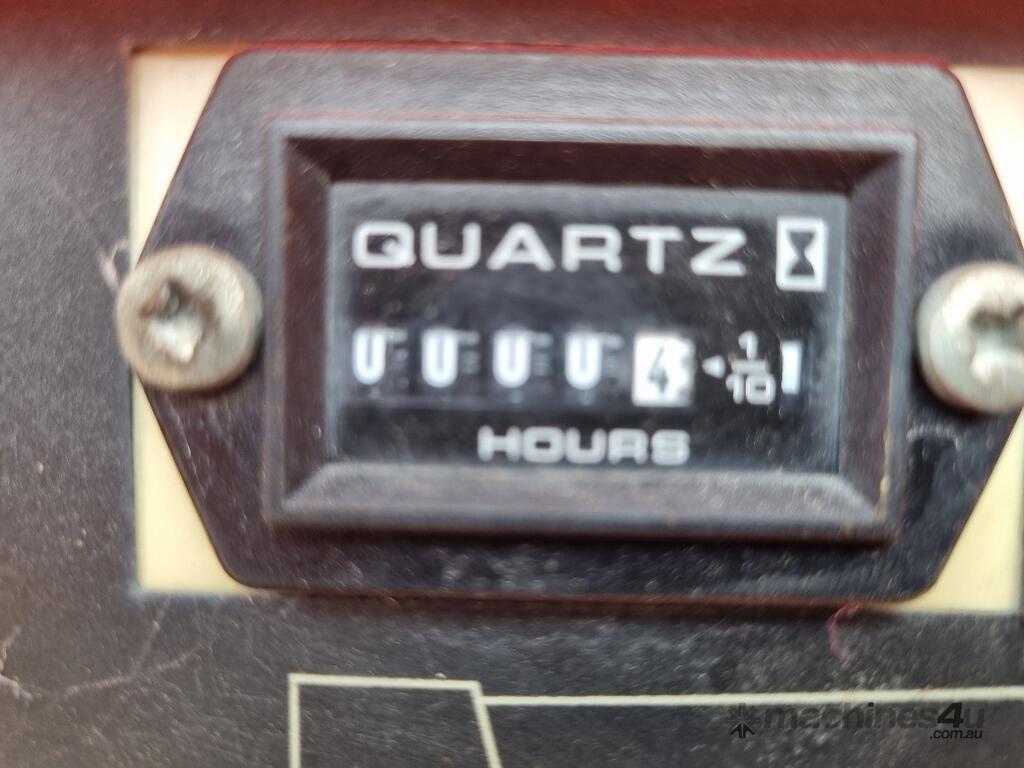 QUARTZ
0 0 0 0 4 1/10
HOURS
machines4u
.com.au